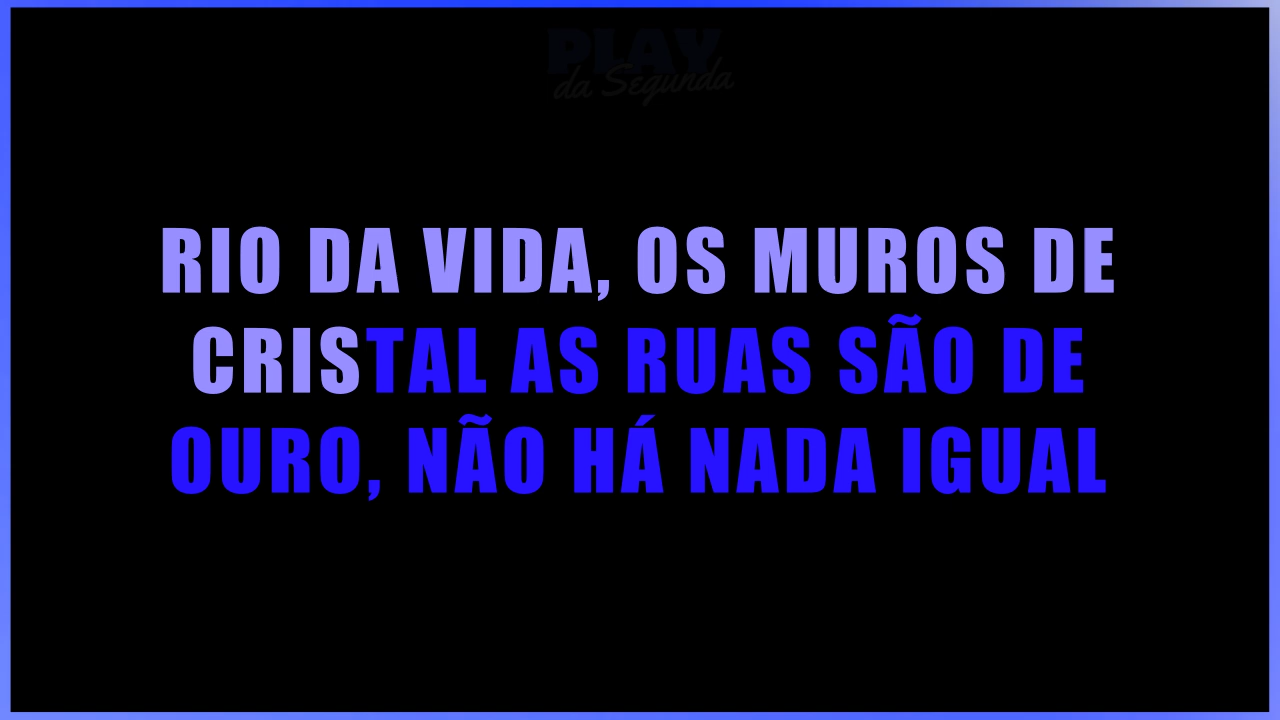 PLAY
da Segunda
RIO DA VIDA, OS MUROS DE
CRISTAL AS RUAS SÃO DE
OURO, NÃO HÁ NADA IGUAL